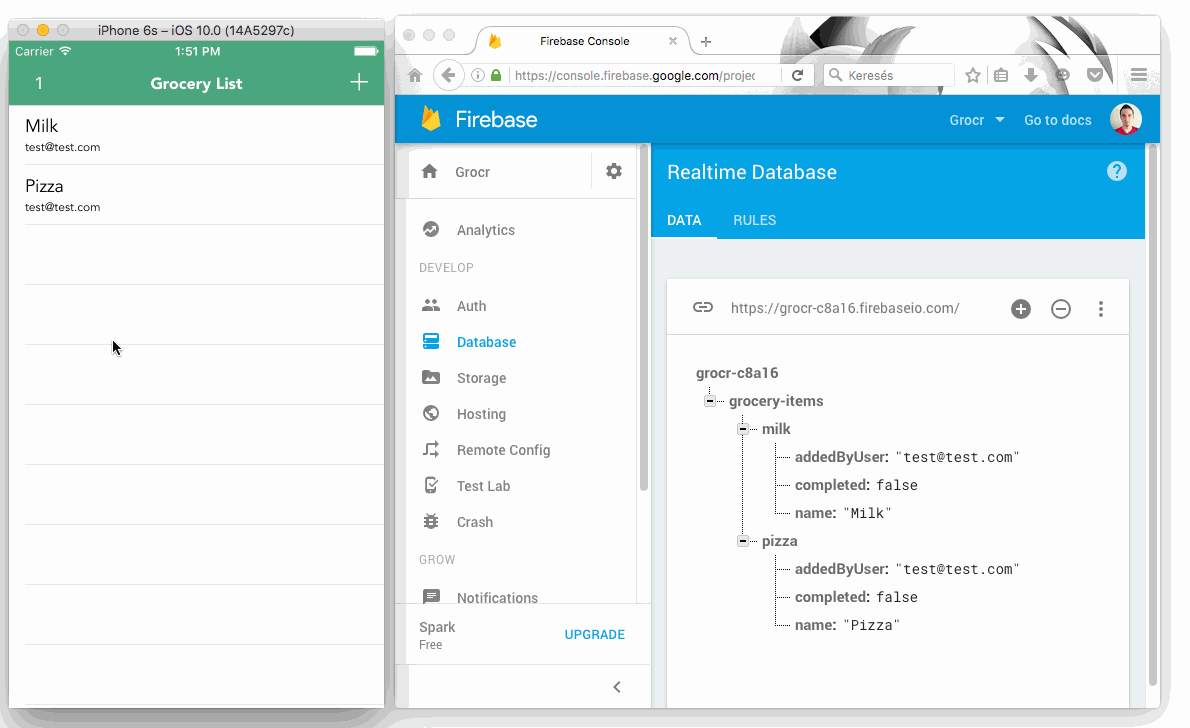 iPhone 6s – iOS 10.0 (14A5297c)
Carrier 1:51 PM
1 Grocery List +
Milk
test@test.com
Pizza
test@test.com
Firebase Console
https://console.firebase.google.com/projec
Keresés
Firebase
Grocr
Go to docs
Grocr
Analytics
DEVELOP
Auth
Database
Storage
Hosting
Remote Config
Test Lab
Crash
GROW
Notifications
Spark
Free
UPGRADE
Realtime Database
DATA RULES
https://grocr-c8a16.firebaseio.com/
grocr-c8a16
grocery-items
milk
addedByUser: "test@test.com"
completed: false
name: "Milk"
pizza
addedByUser: "test@test.com"
completed: false
name: "Pizza"